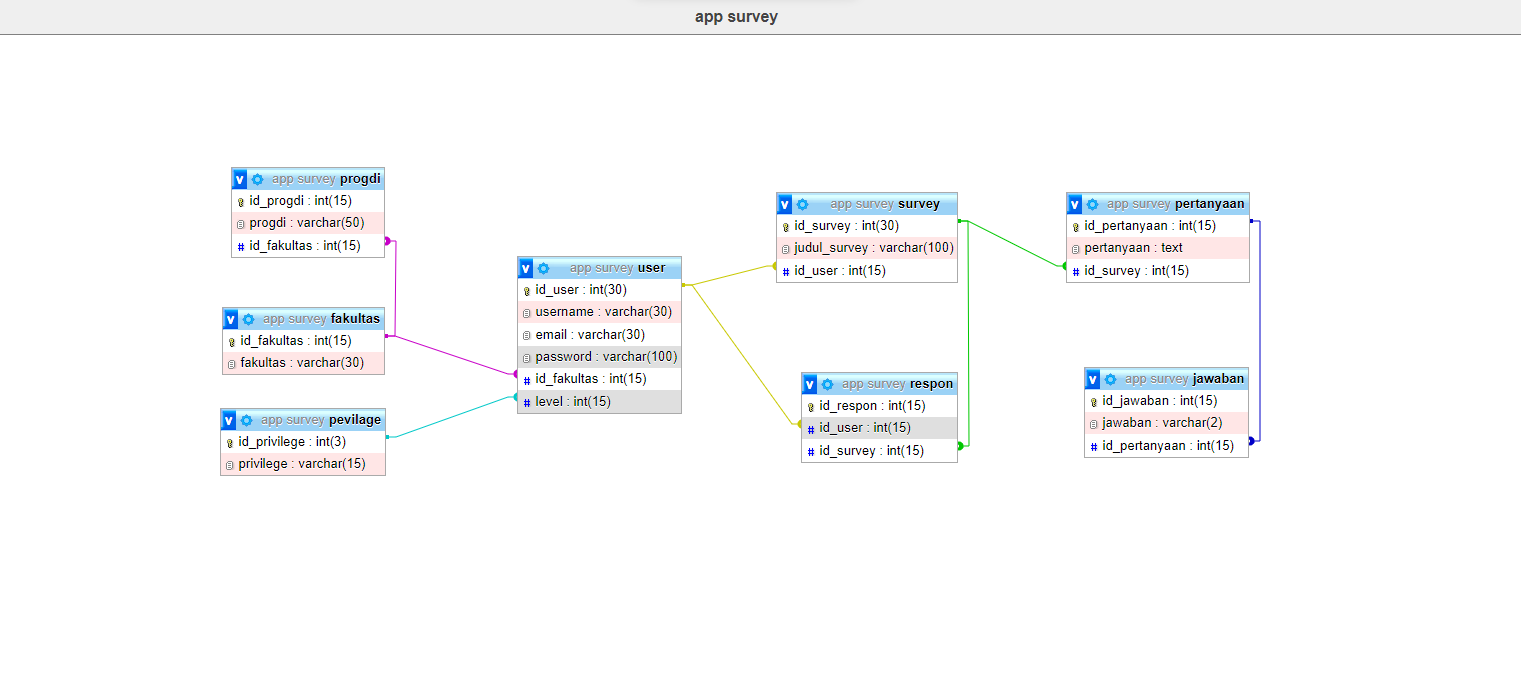 app survey
app survey progdi
id_progdi : int(15)
progdi : varchar(50)
id_fakultas : int(15)
app survey fakultas
id_fakultas : int(15)
fakultas : varchar(30)
app survey pevilage
id_privilege : int(3)
privilege : varchar(15)
app survey user
id_user : int(30)
username : varchar(30)
email : varchar(30)
password : varchar(100)
id_fakultas : int(15)
level : int(15)
app survey survey
id_survey : int(30)
judul_survey : varchar(100)
id_user : int(15)
app survey respon
id_respon : int(15)
id_user : int(15)
id_survey : int(15)
app survey pertanyaan
id_pertanyaan : int(15)
pertanyaan : text
id_survey : int(15)
app survey jawaban
id_jawaban : int(15)
jawaban : varchar(2)
id_pertanyaan : int(15)